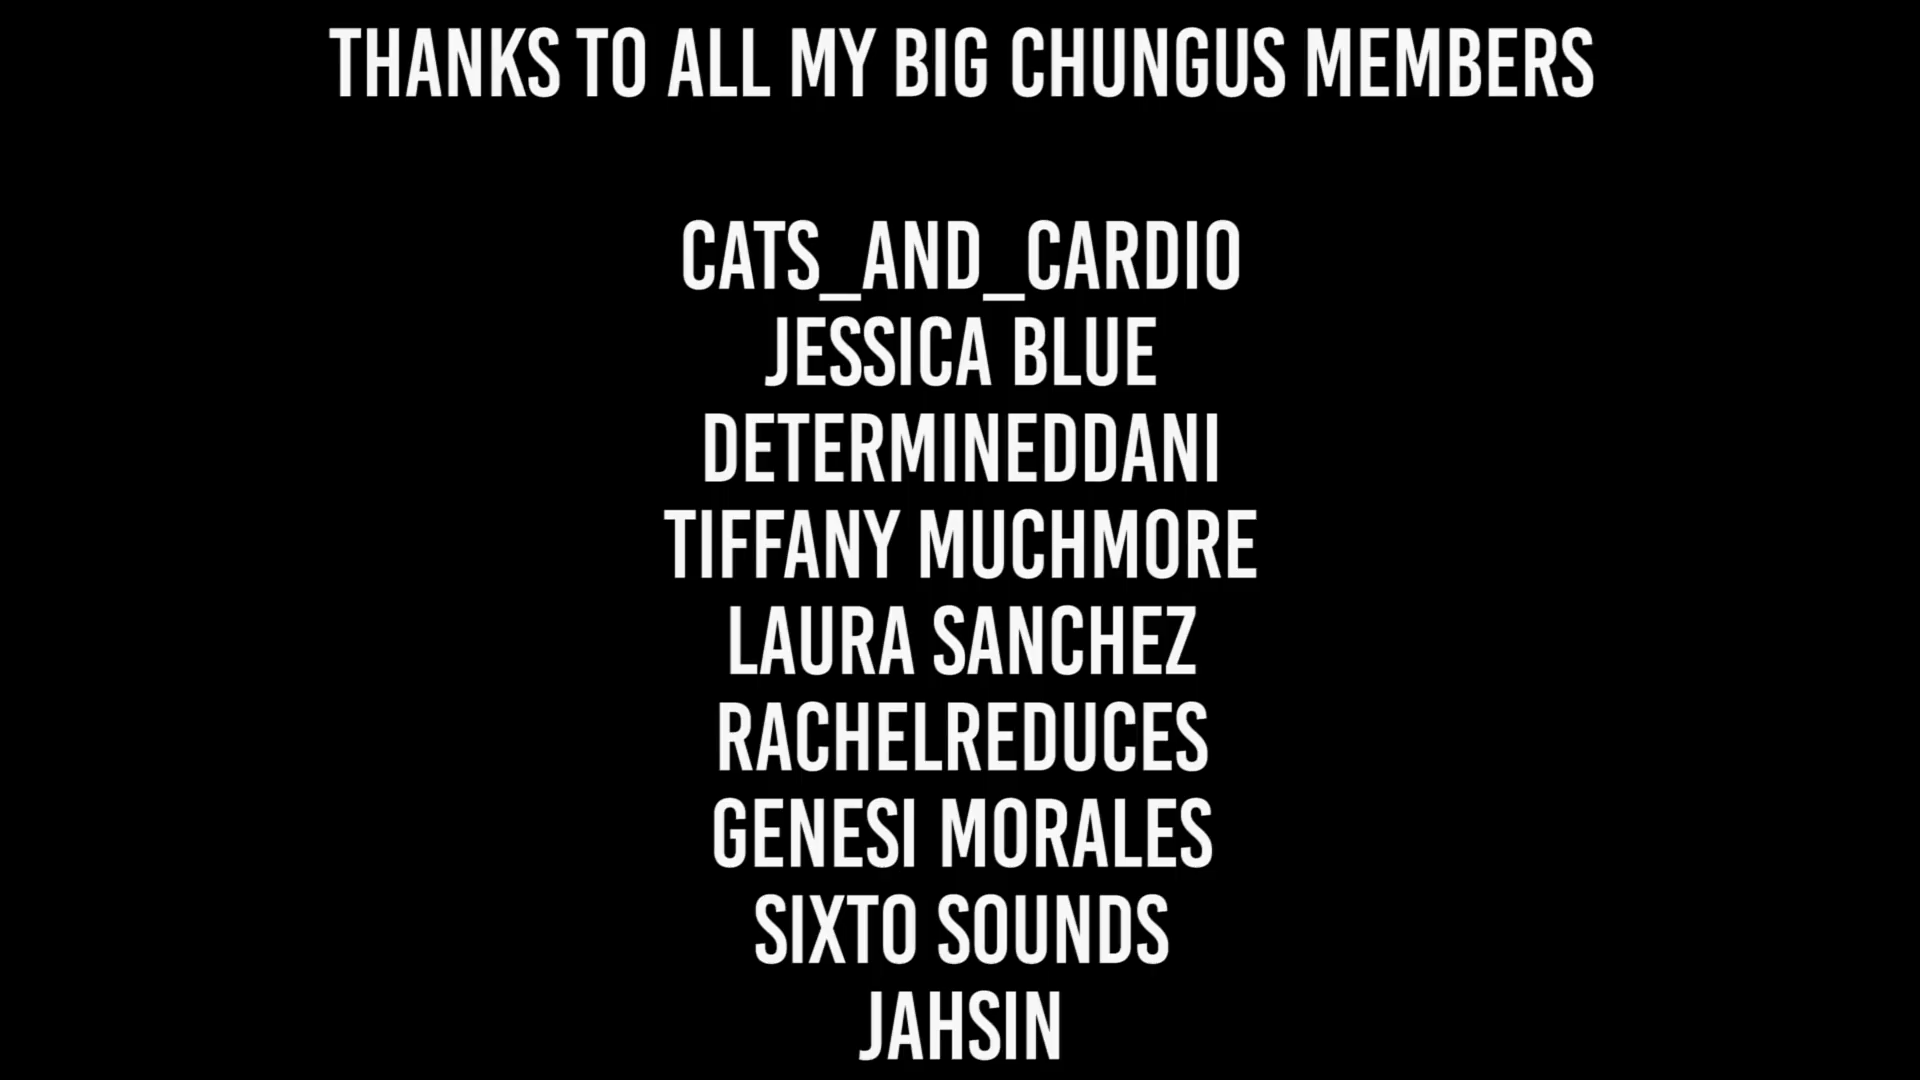 THANKS TO ALL MY BIG CHUNGUS MEMBERS
CATS_AND_CARDIO
JESSICA BLUE
DETERMINEDDANI
TIFFANY MUCHMORE
LAURA SANCHEZ
RACHELREDUCES
GENESI MORALES
SIXTO SOUNDS
JAHSIN